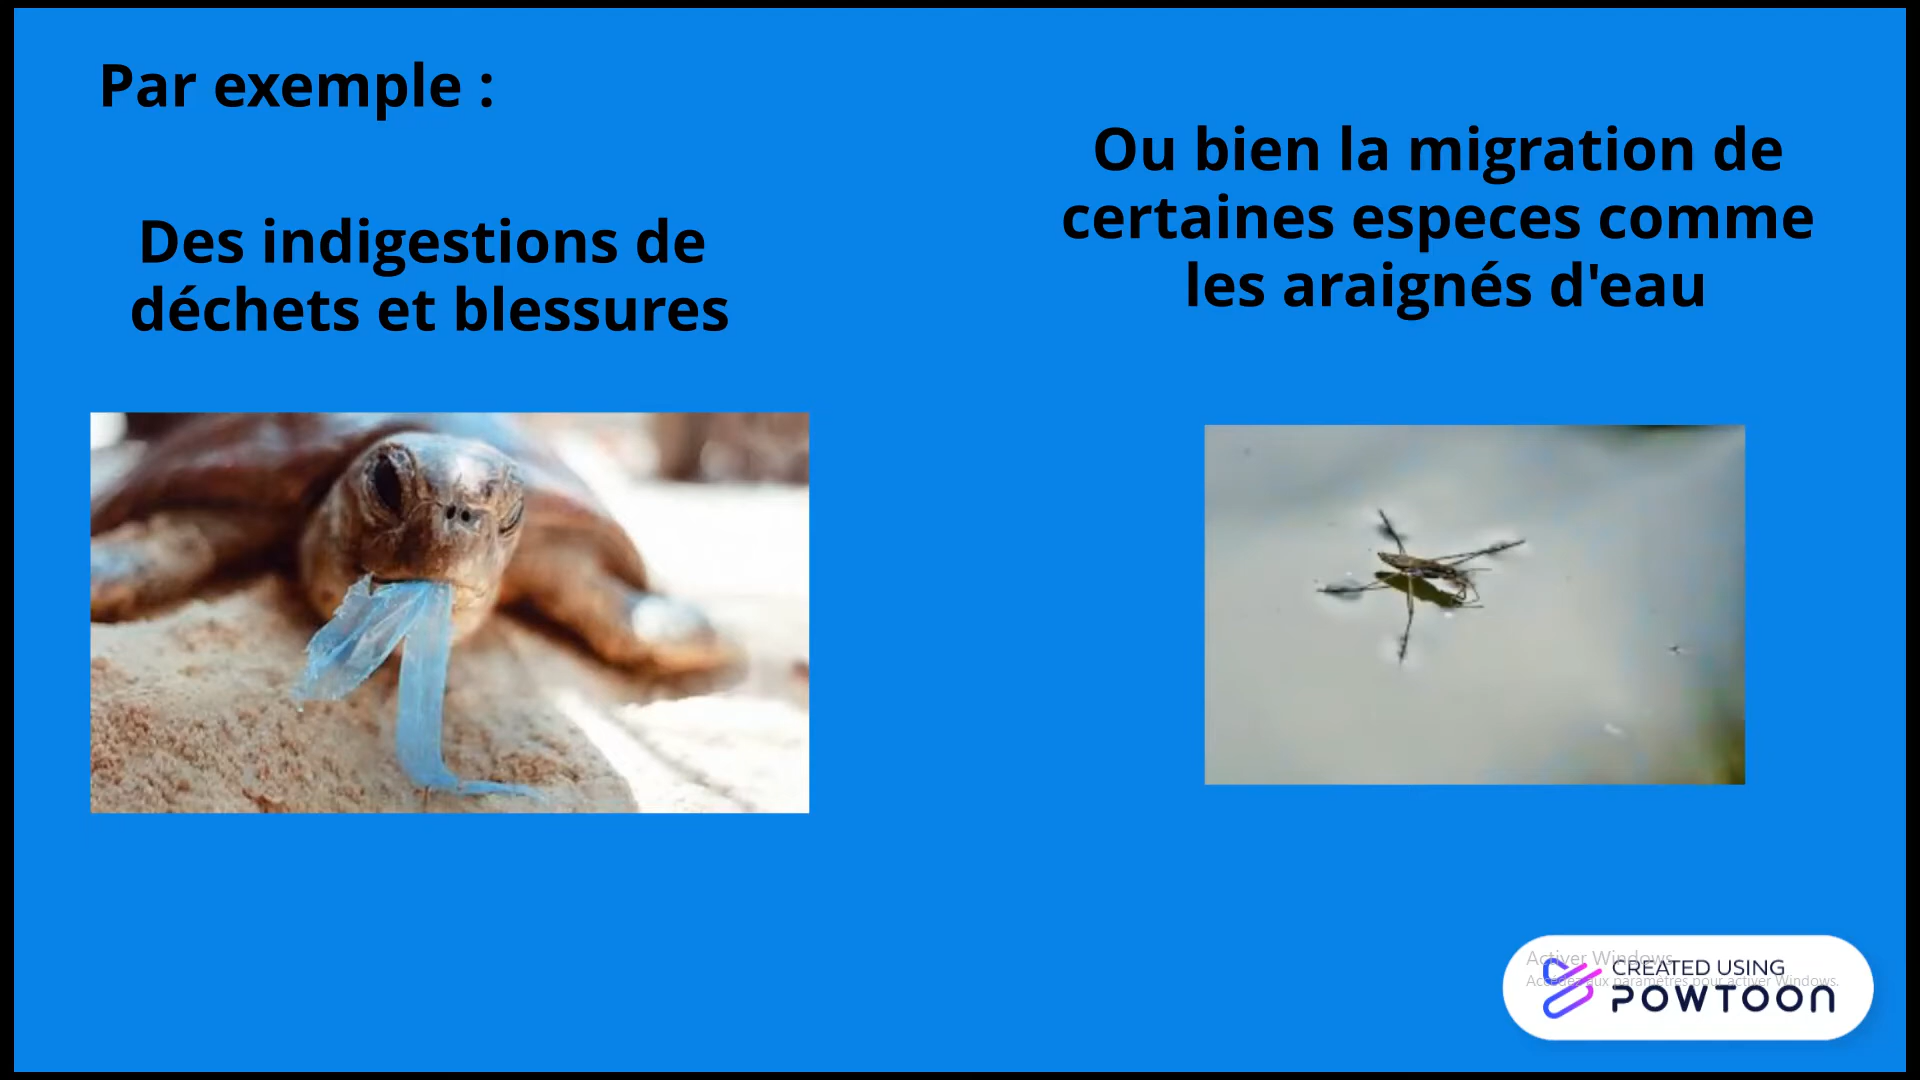 Par exemple :
Des indigestions de
déchets et blessures
Ou bien la migration de
certaines especes comme
les araignés d'eau
Activer Windows
Accédez aux paramètres pour activer Windows.
CREATED USING
POWTOON